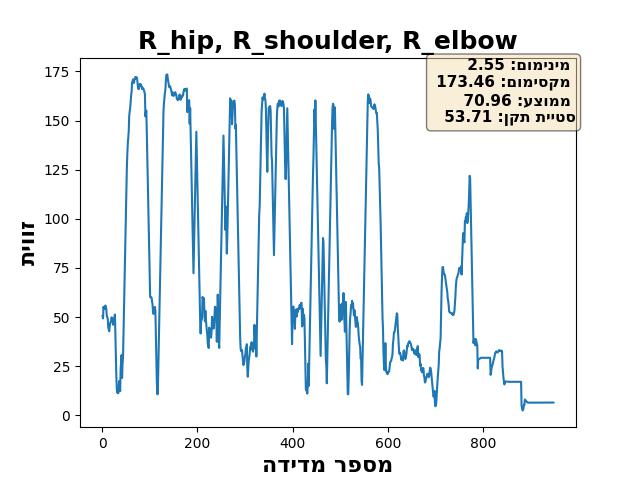 R_hip, R_shoulder, R_elbow
מינימום: 2.55
מקסימום: 173.46
ממוצע: 70.96
סטיית תקן: 53.71
175
150
125
100
75
50
25
0
זווית
0 200 400 600 800
מספר מדידה